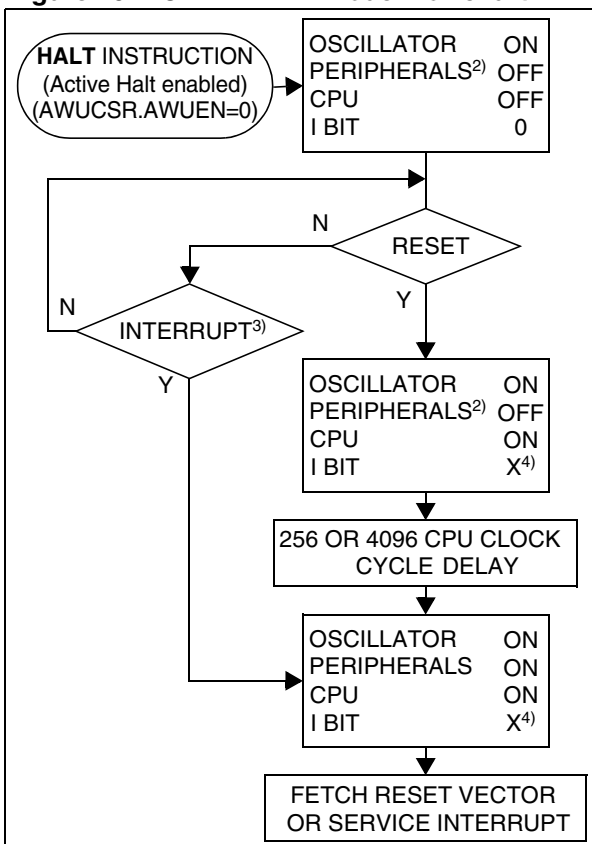 HALT INSTRUCTION
(Active Halt enabled)
(AWUCSR.AWUEN=0)
OSCILLATOR ON
PERIPHERALS2) OFF
CPU OFF
I BIT 0
N
RESET
Y
N
INTERRUPT3)
Y
OSCILLATOR ON
PERIPHERALS2) OFF
CPU ON
I BIT X4)
256 OR 4096 CPU CLOCK
CYCLE DELAY
OSCILLATOR ON
PERIPHERALS ON
CPU ON
I BIT X4)
FETCH RESET VECTOR
OR SERVICE INTERRUPT